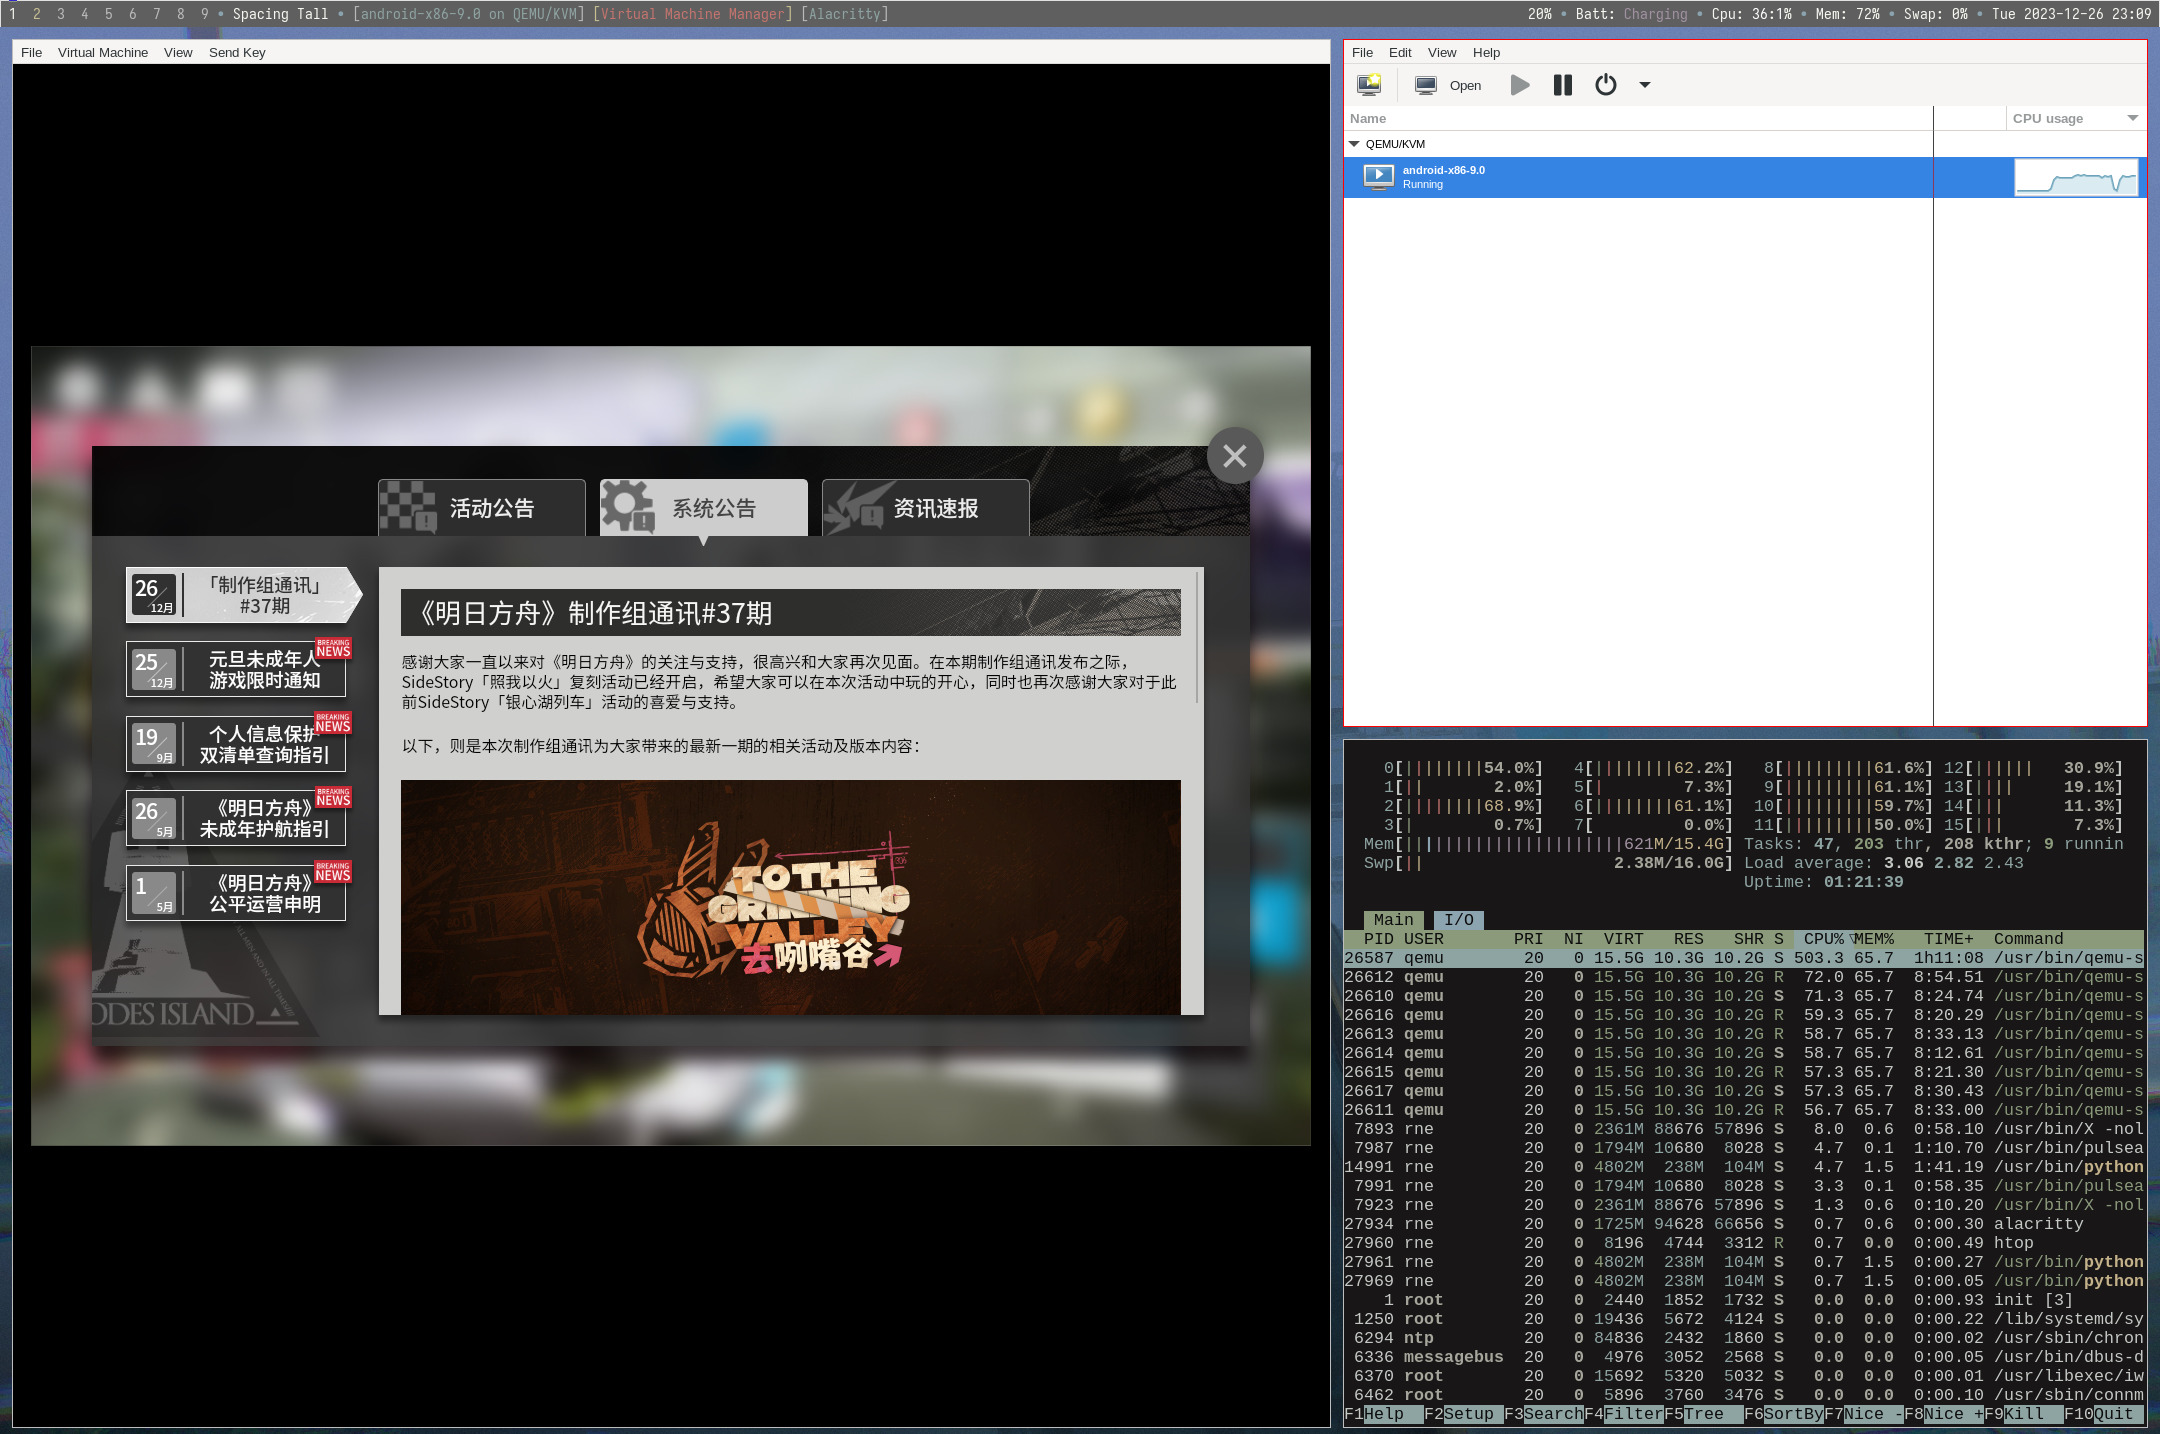 1 2 3 4 5 6 7 8 9 • Spacing Tall • [android-x86-9.0 on QEMU/KVM] [Virtual Machine Manager] [Alacritty]
20% • Batt: Charging • Cpu: 36:1% • Mem: 72% • Swap: 0% • Tue 2023-12-26 23:09
File Virtual Machine View Send Key
活动公告
系统公告
资讯速报
26 12月
「制作组通讯」
#37期
25 12月
元旦未成年人
游戏限时通知
BREAKING
NEWS
19 9月
个人信息保护
双清单查询指引
BREAKING
NEWS
26 5月
《明日方舟》
未成年护航指引
BREAKING
NEWS
1 5月
《明日方舟》
公平运营申明
BREAKING
NEWS
ODES ISLAND
《明日方舟》制作组通讯#37期
感谢大家一直以来对《明日方舟》的关注与支持，很高兴和大家再次见面。在本期制作组通讯发布之际，
SideStory「照我以火」复刻活动已经开启，希望大家可以在本次活动中玩的开心，同时也再次感谢大家对于此
前SideStory「银心湖列车」活动的喜爱与支持。
以下，则是本次制作组通讯为大家带来的最新一期的相关活动及版本内容：
TO THE
GRINNING
VALLEY
去咧嘴谷
File Edit View Help
Open
Name CPU usage
QEMU/KVM
android-x86-9.0
Running
0[|||||||||54.0%] 4[||||||||62.2%] 8[|||||||||61.6%] 12[|||||| 30.9%]
1[|| 2.0%] 5[| 7.3%] 9[|||||||||61.1%] 13[|||| 19.1%]
2[||||||||68.9%] 6[||||||||61.1%] 10[|||||||||59.7%] 14[||| 11.3%]
3[| 0.7%] 7[ 0.0%] 11[|||||||||50.0%] 15[||| 7.3%]
Mem[||||||||||||||||||||||621M/15.4G] Tasks: 47, 203 thr, 208 kthr; 9 runnin
Swp[|| 2.38M/16.0G] Load average: 3.06 2.82 2.43
Uptime: 01:21:39
Main I/O
PID USER PRI NI VIRT RES SHR S CPU%▽MEM% TIME+ Command
26587 qemu 20 0 15.5G 10.3G 10.2G S 503.3 65.7 1h11:08 /usr/bin/qemu-s
26612 qemu 20 0 15.5G 10.3G 10.2G R 72.0 65.7 8:54.51 /usr/bin/qemu-s
26610 qemu 20 0 15.5G 10.3G 10.2G S 71.3 65.7 8:24.74 /usr/bin/qemu-s
26616 qemu 20 0 15.5G 10.3G 10.2G R 59.3 65.7 8:20.29 /usr/bin/qemu-s
26613 qemu 20 0 15.5G 10.3G 10.2G R 58.7 65.7 8:33.13 /usr/bin/qemu-s
26614 qemu 20 0 15.5G 10.3G 10.2G S 58.7 65.7 8:12.61 /usr/bin/qemu-s
26615 qemu 20 0 15.5G 10.3G 10.2G R 57.3 65.7 8:21.30 /usr/bin/qemu-s
26617 qemu 20 0 15.5G 10.3G 10.2G S 57.3 65.7 8:30.43 /usr/bin/qemu-s
26611 qemu 20 0 15.5G 10.3G 10.2G R 56.7 65.7 8:33.00 /usr/bin/qemu-s
7893 rne 20 0 2361M 88676 57896 S 8.0 0.6 0:58.10 /usr/bin/X -nol
7987 rne 20 0 1794M 10680 8028 S 4.7 0.1 1:10.70 /usr/bin/pulsea
14991 rne 20 0 4802M 238M 104M S 4.7 1.5 1:41.19 /usr/bin/python
7991 rne 20 0 1794M 10680 8028 S 3.3 0.1 0:58.35 /usr/bin/pulsea
7923 rne 20 0 2361M 88676 57896 S 1.3 0.6 0:10.20 /usr/bin/X -nol
27934 rne 20 0 1725M 94628 66656 S 0.7 0.6 0:00.30 alacritty
27960 rne 20 0 8196 4744 3312 R 0.7 0.0 0:00.49 htop
27961 rne 20 0 4802M 238M 104M S 0.7 1.5 0:00.27 /usr/bin/python
27969 rne 20 0 4802M 238M 104M S 0.7 1.5 0:00.05 /usr/bin/python
1 root 20 0 2440 1852 1732 S 0.0 0.0 0:00.93 init [3]
1250 root 20 0 19436 5672 4124 S 0.0 0.0 0:00.22 /lib/systemd/sy
6294 ntp 20 0 84836 2432 1860 S 0.0 0.0 0:00.02 /usr/sbin/chron
6336 messagebus 20 0 4976 3052 2568 S 0.0 0.0 0:00.05 /usr/bin/dbus-d
6370 root 20 0 15692 5320 5032 S 0.0 0.0 0:00.01 /usr/libexec/iw
6462 root 20 0 5896 3760 3476 S 0.0 0.0 0:00.10 /usr/sbin/connm
F1Help F2Setup F3SearchF4FilterF5Tree F6SortByF7Nice -F8Nice +F9Kill F10Quit